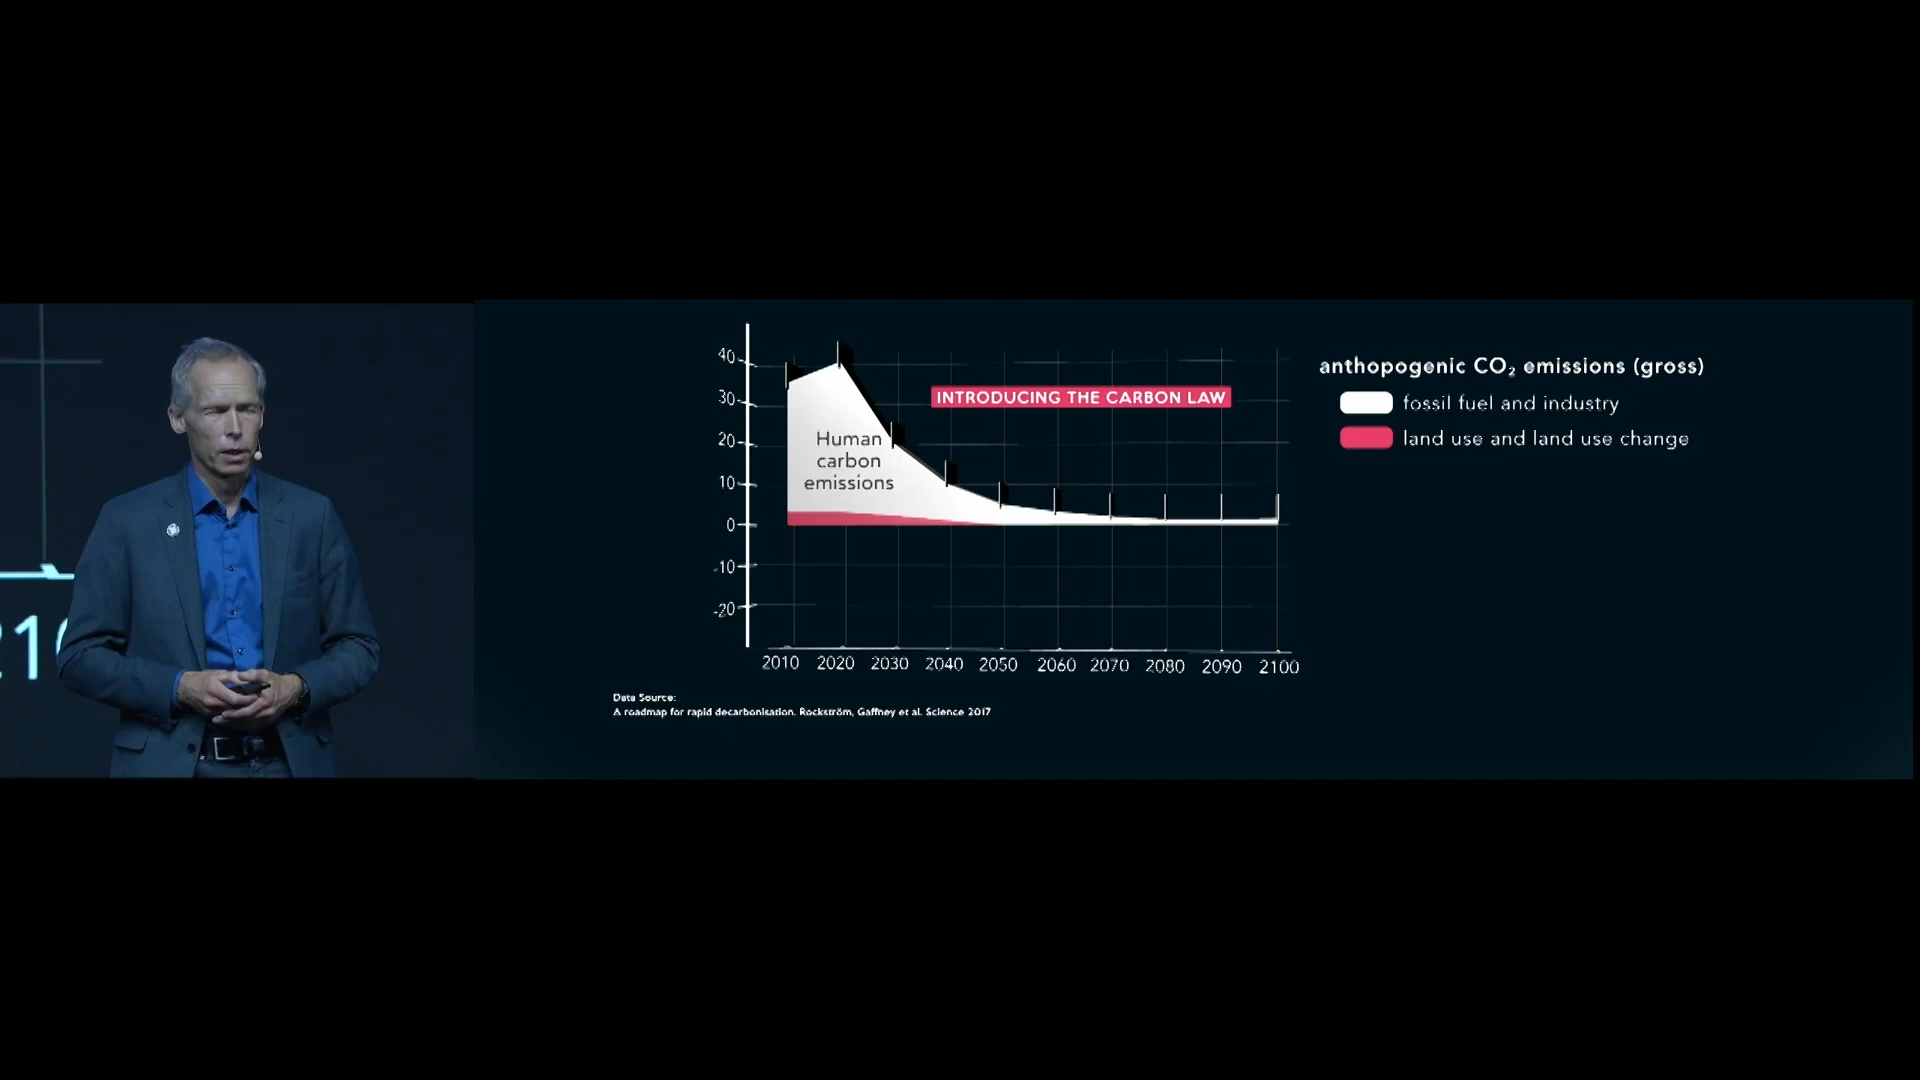 40
30
20
10
0
-10
-20
2010 2020 2030 2040 2050 2060 2070 2080 2090 2100
INTRODUCING THE CARBON LAW
Human
carbon
emissions
anthopogenic CO₂ emissions (gross)
fossil fuel and industry
land use and land use change
Data Source:
A roadmap for rapid decarbonisation. Rockström, Gaffney et al. Science 2017